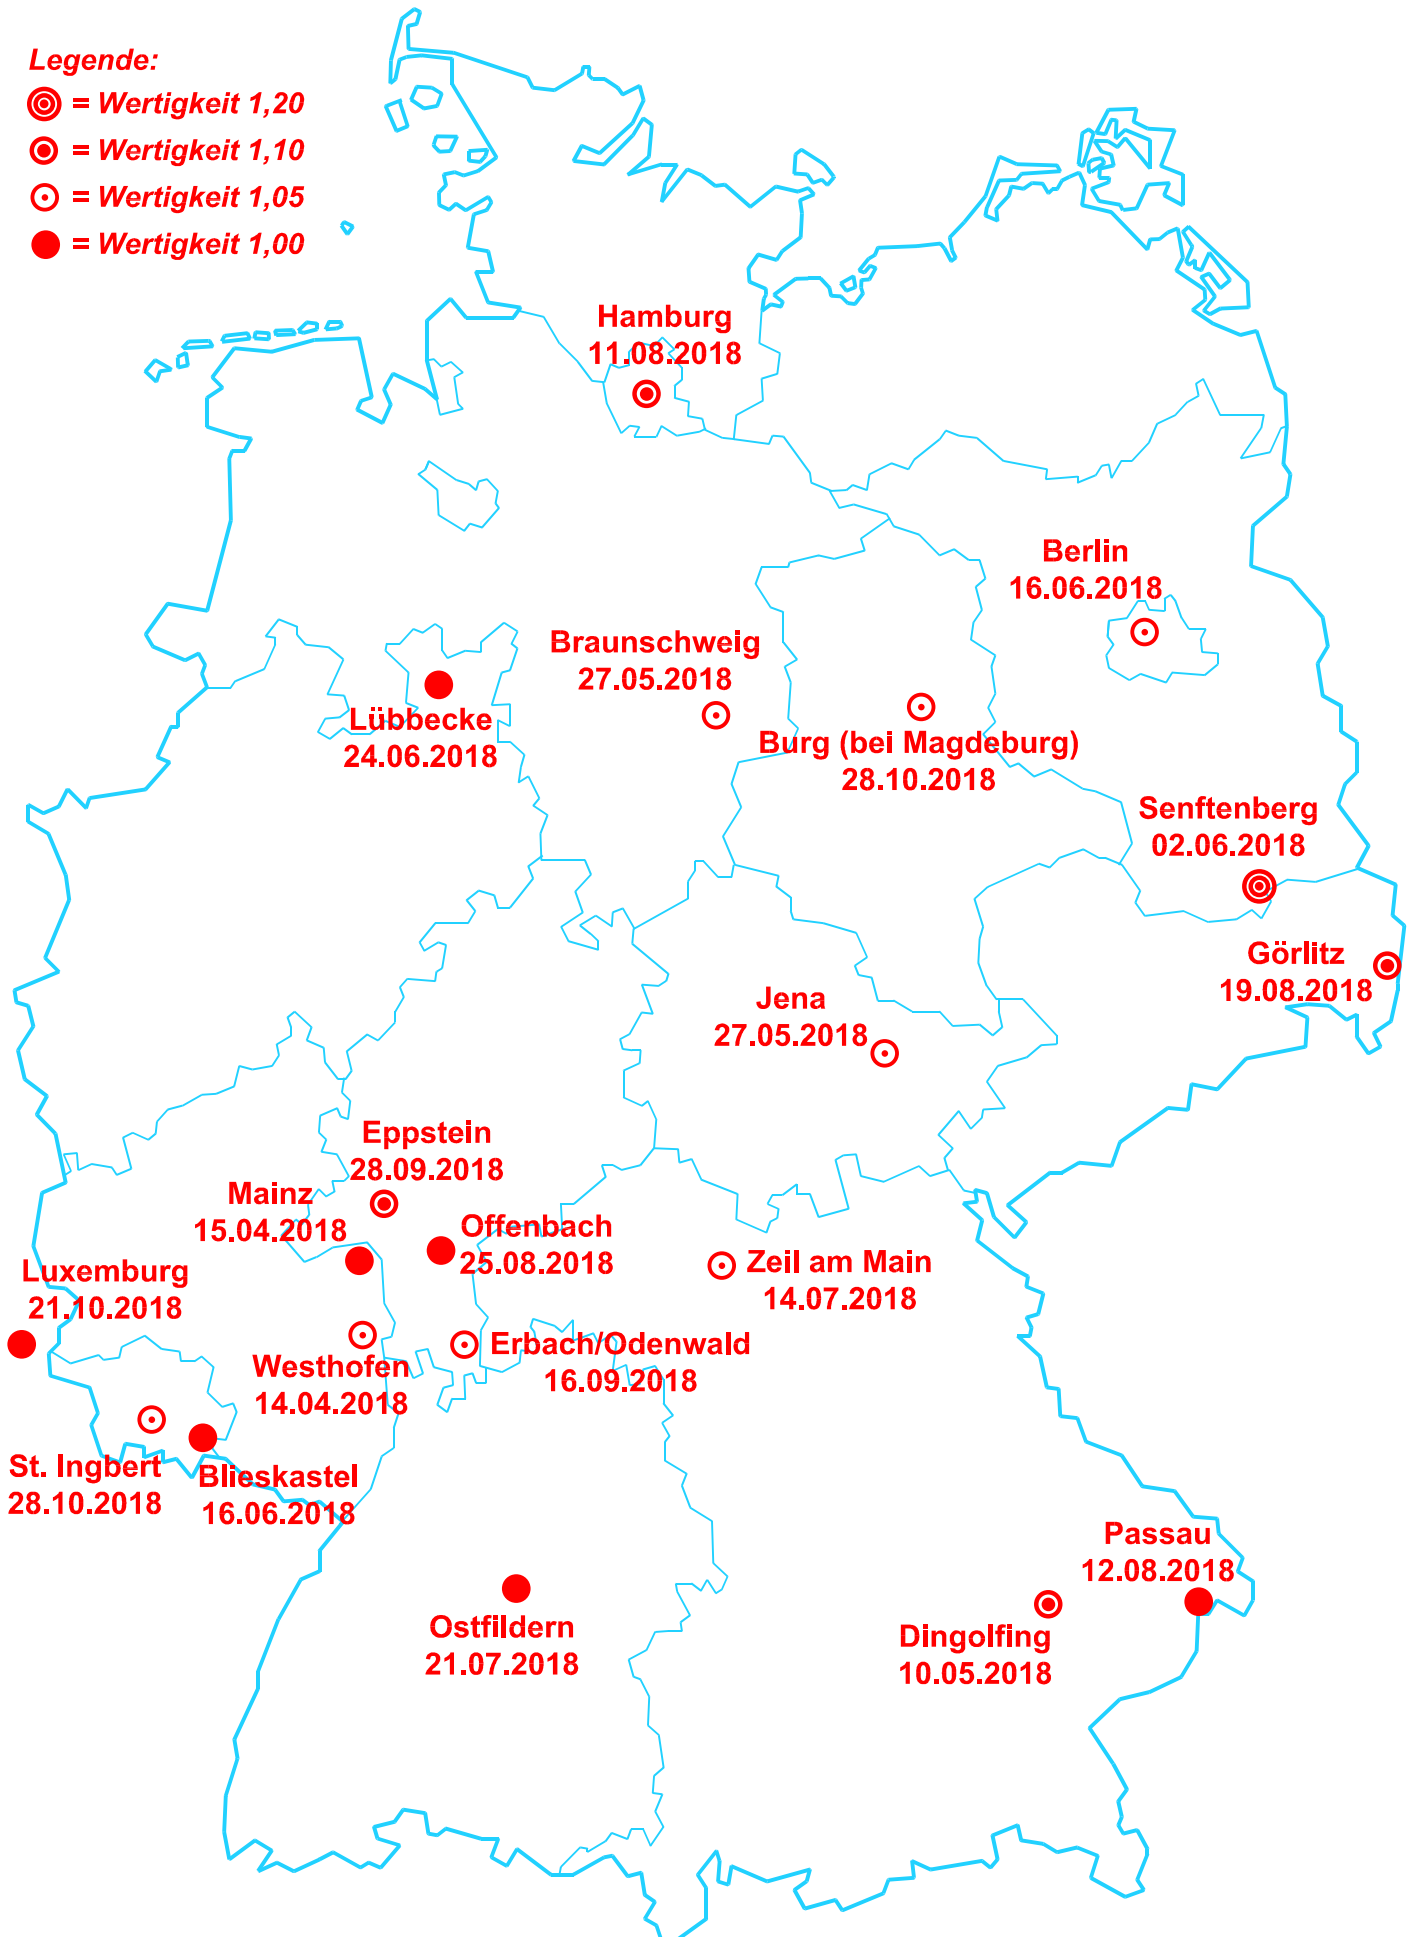 Legende:
= Wertigkeit 1,20
= Wertigkeit 1,10
= Wertigkeit 1,05
= Wertigkeit 1,00
Hamburg
11.08.2018
Berlin
16.06.2018
Braunschweig
27.05.2018
Lübbecke
24.06.2018
Burg (bei Magdeburg)
28.10.2018
Senftenberg
02.06.2018
Görlitz
19.08.2018
Jena
27.05.2018
Eppstein
28.09.2018
Mainz
15.04.2018
Offenbach
25.08.2018
Zeil am Main
14.07.2018
Luxemburg
21.10.2018
Westhofen
14.04.2018
Erbach/Odenwald
16.09.2018
St. Ingbert
28.10.2018
Blieskastel
16.06.2018
Passau
12.08.2018
Ostfildern
21.07.2018
Dingolfing
10.05.2018